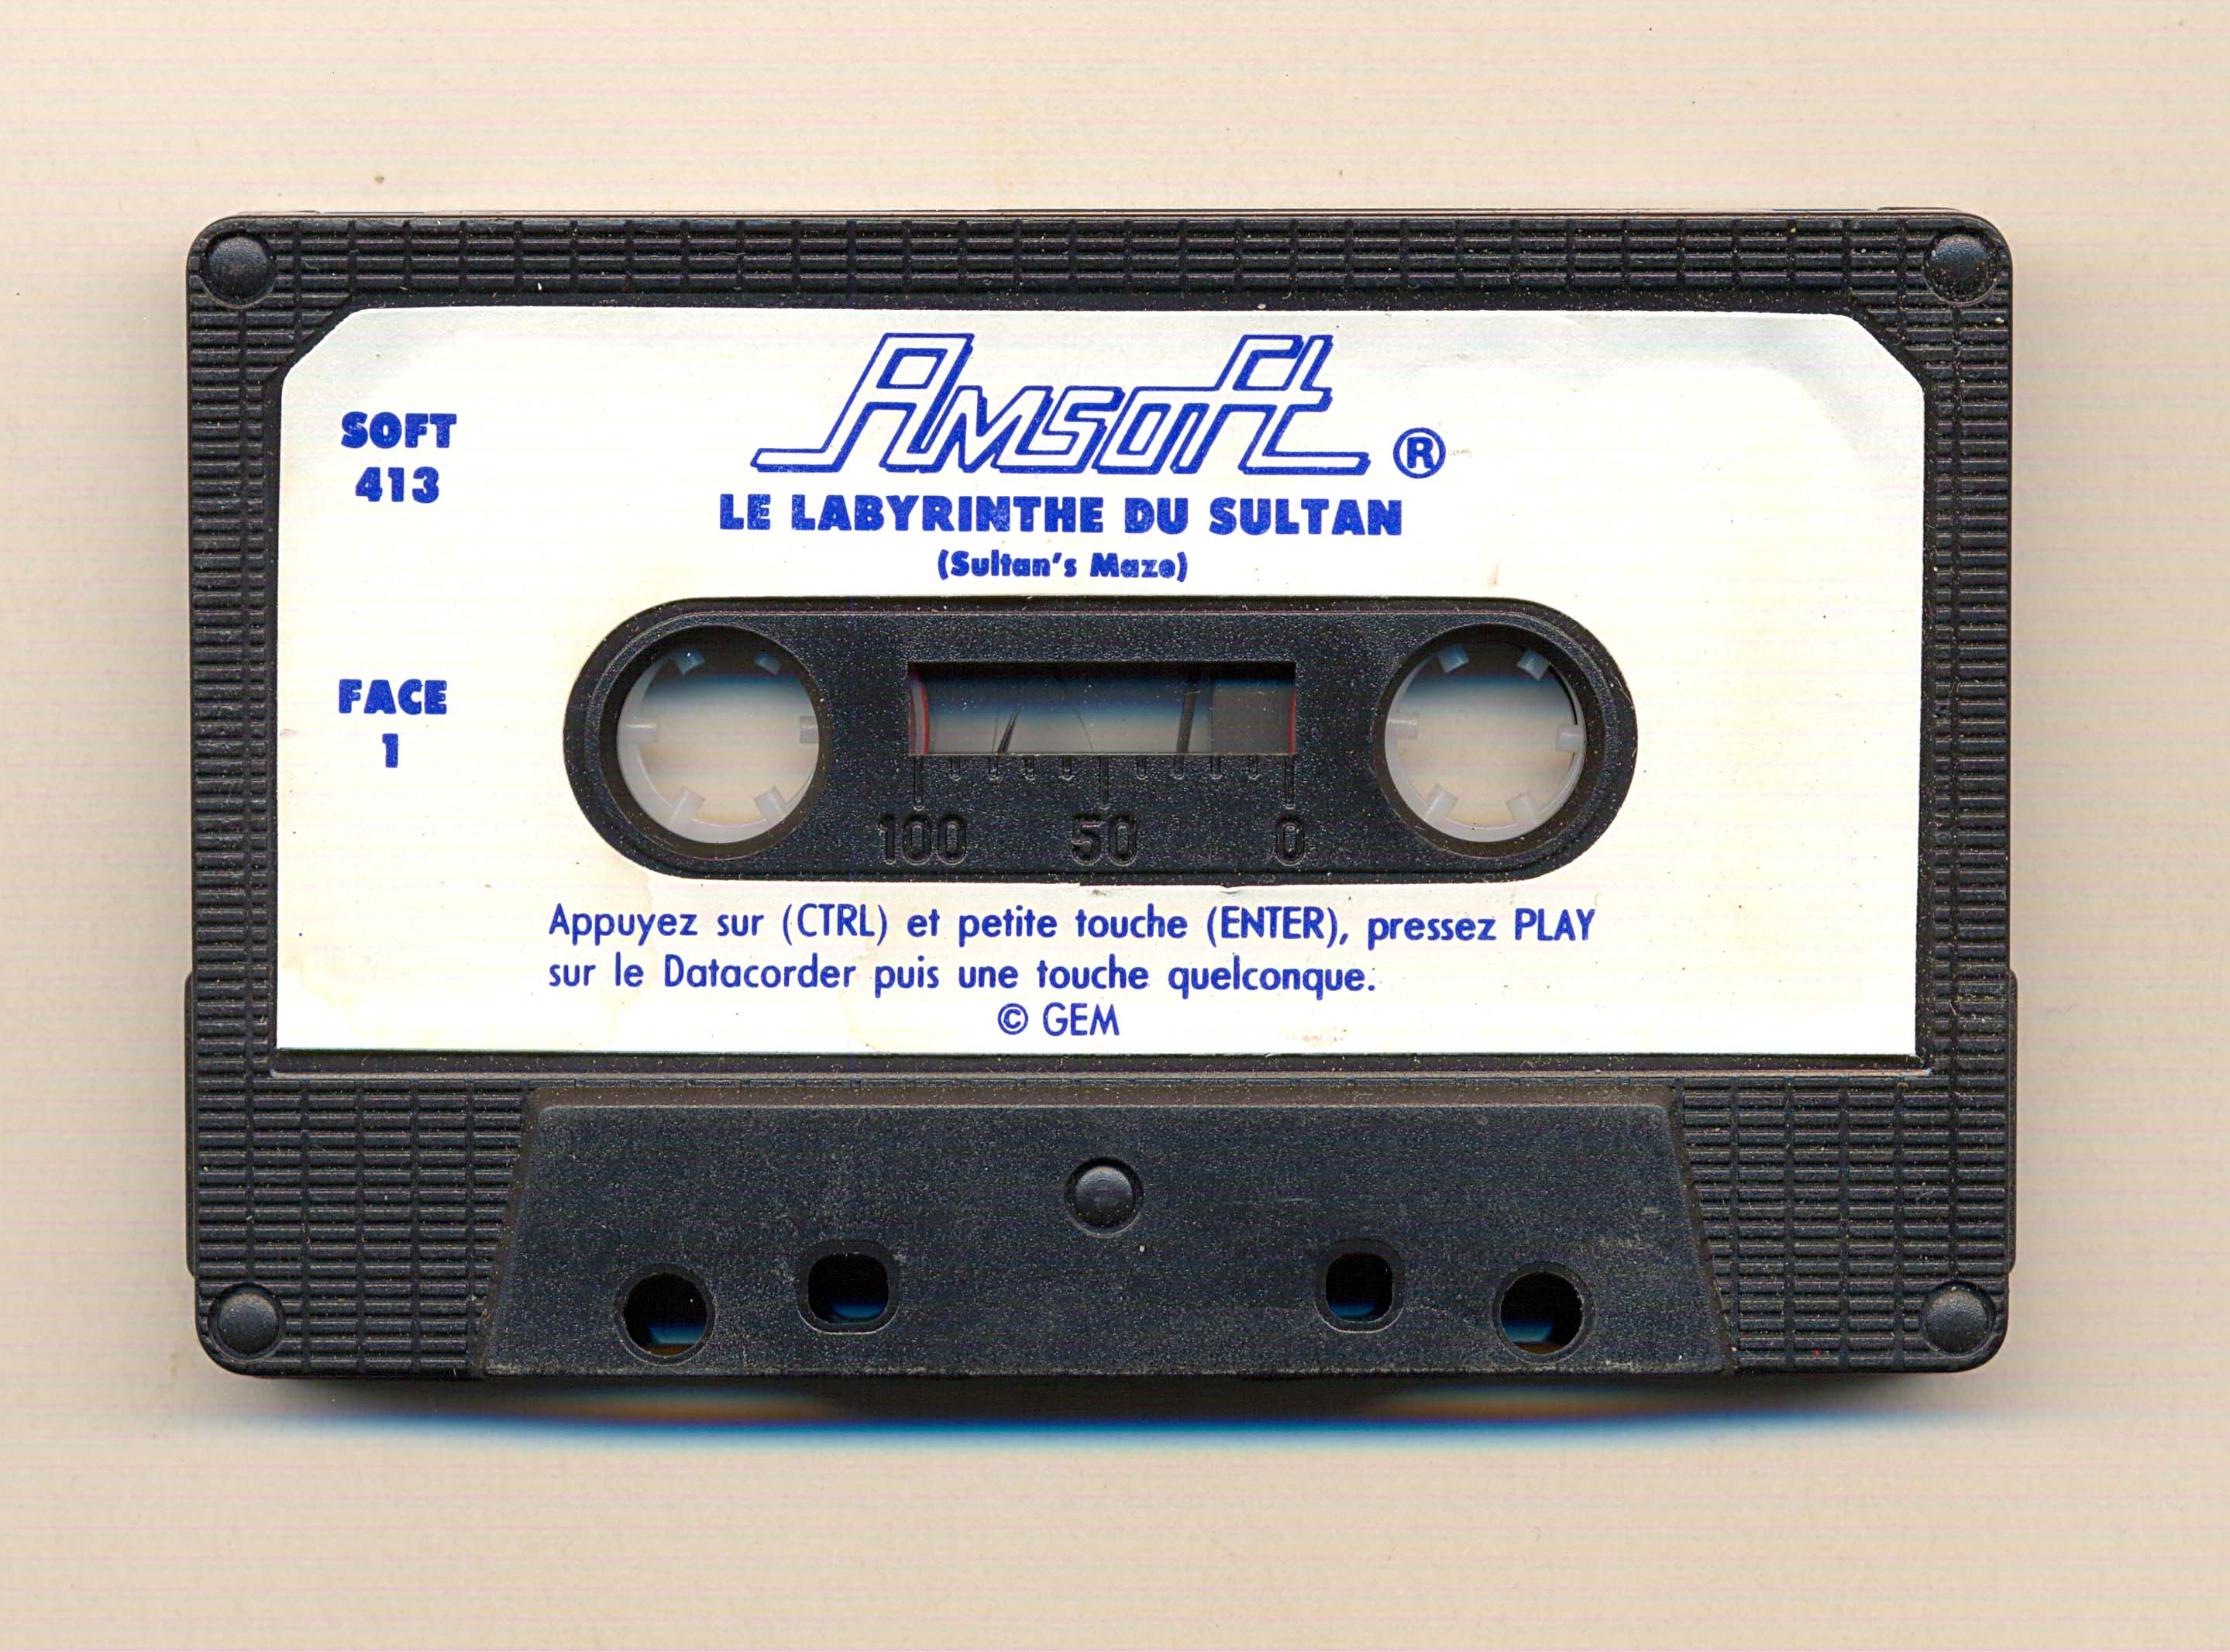 Amsoft ®
SOFT
413
LE LABYRINTHE DU SULTAN
(Sultan's Maze)
FACE
1
100 50 0
Appuyez sur (CTRL) et petite touche (ENTER), pressez PLAY
sur le Datacorder puis une touche quelconque.
© GEM